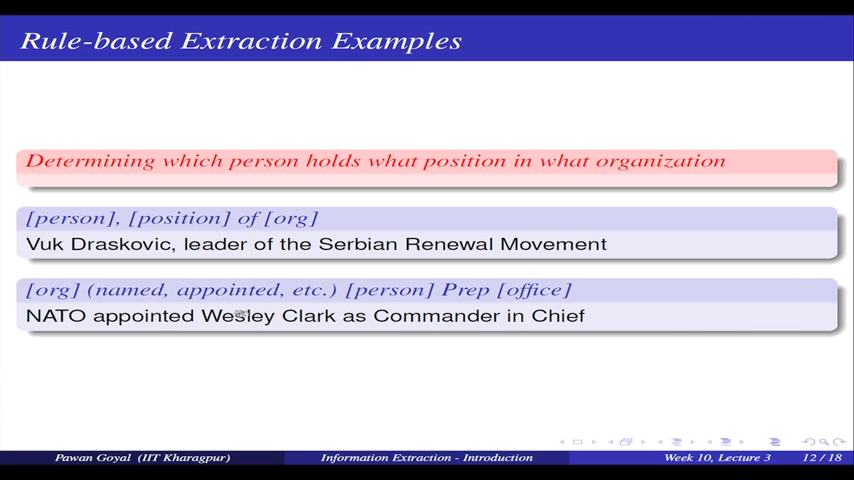 Rule-based Extraction Examples
Determining which person holds what position in what organization
[person], [position] of [org]
Vuk Draskovic, leader of the Serbian Renewal Movement
[org] (named, appointed, etc.) [person] Prep [office]
NATO appointed Wesley Clark as Commander in Chief
Pawan Goyal (IIT Kharagpur) Information Extraction - Introduction Week 10, Lecture 3 12 / 18